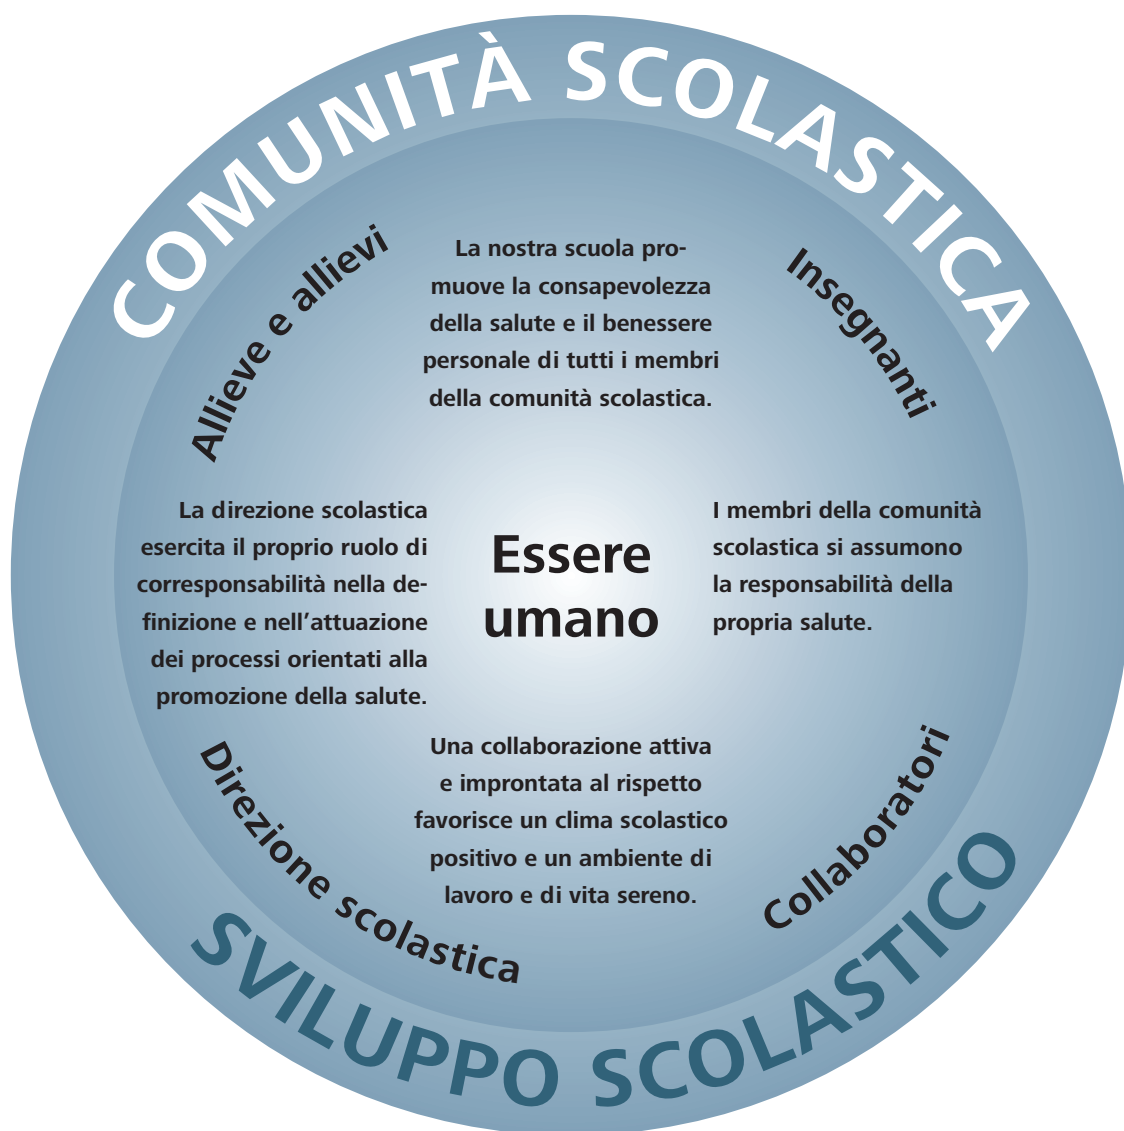 COMUNITÀ SCOLASTICA
Allieve e allievi
La nostra scuola pro-
muove la consapevolezza
della salute e il benessere
personale di tutti i membri
della comunità scolastica.
Insegnanti
La direzione scolastica
esercita il proprio ruolo di
corresponsabilità nella de-
finizione e nell’attuazione
dei processi orientati alla
promozione della salute.
Essere
umano
I membri della comunità
scolastica si assumono
la responsabilità della
propria salute.
Direzione scolastica
Una collaborazione attiva
e improntata al rispetto
favorisce un clima scolastico
positivo e un ambiente di
lavoro e di vita sereno.
Collaboratori
SVILUPPO SCOLASTICO